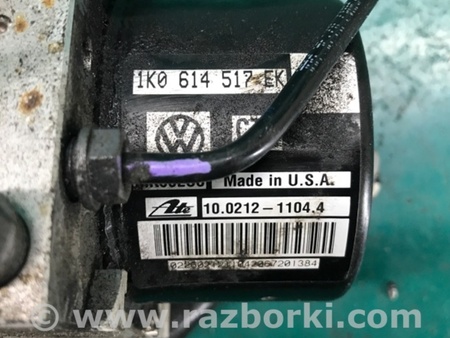 1K0 614 517 EK
Made in U.S.A.
Ate 10.0212-1104.4
www.razborki.com